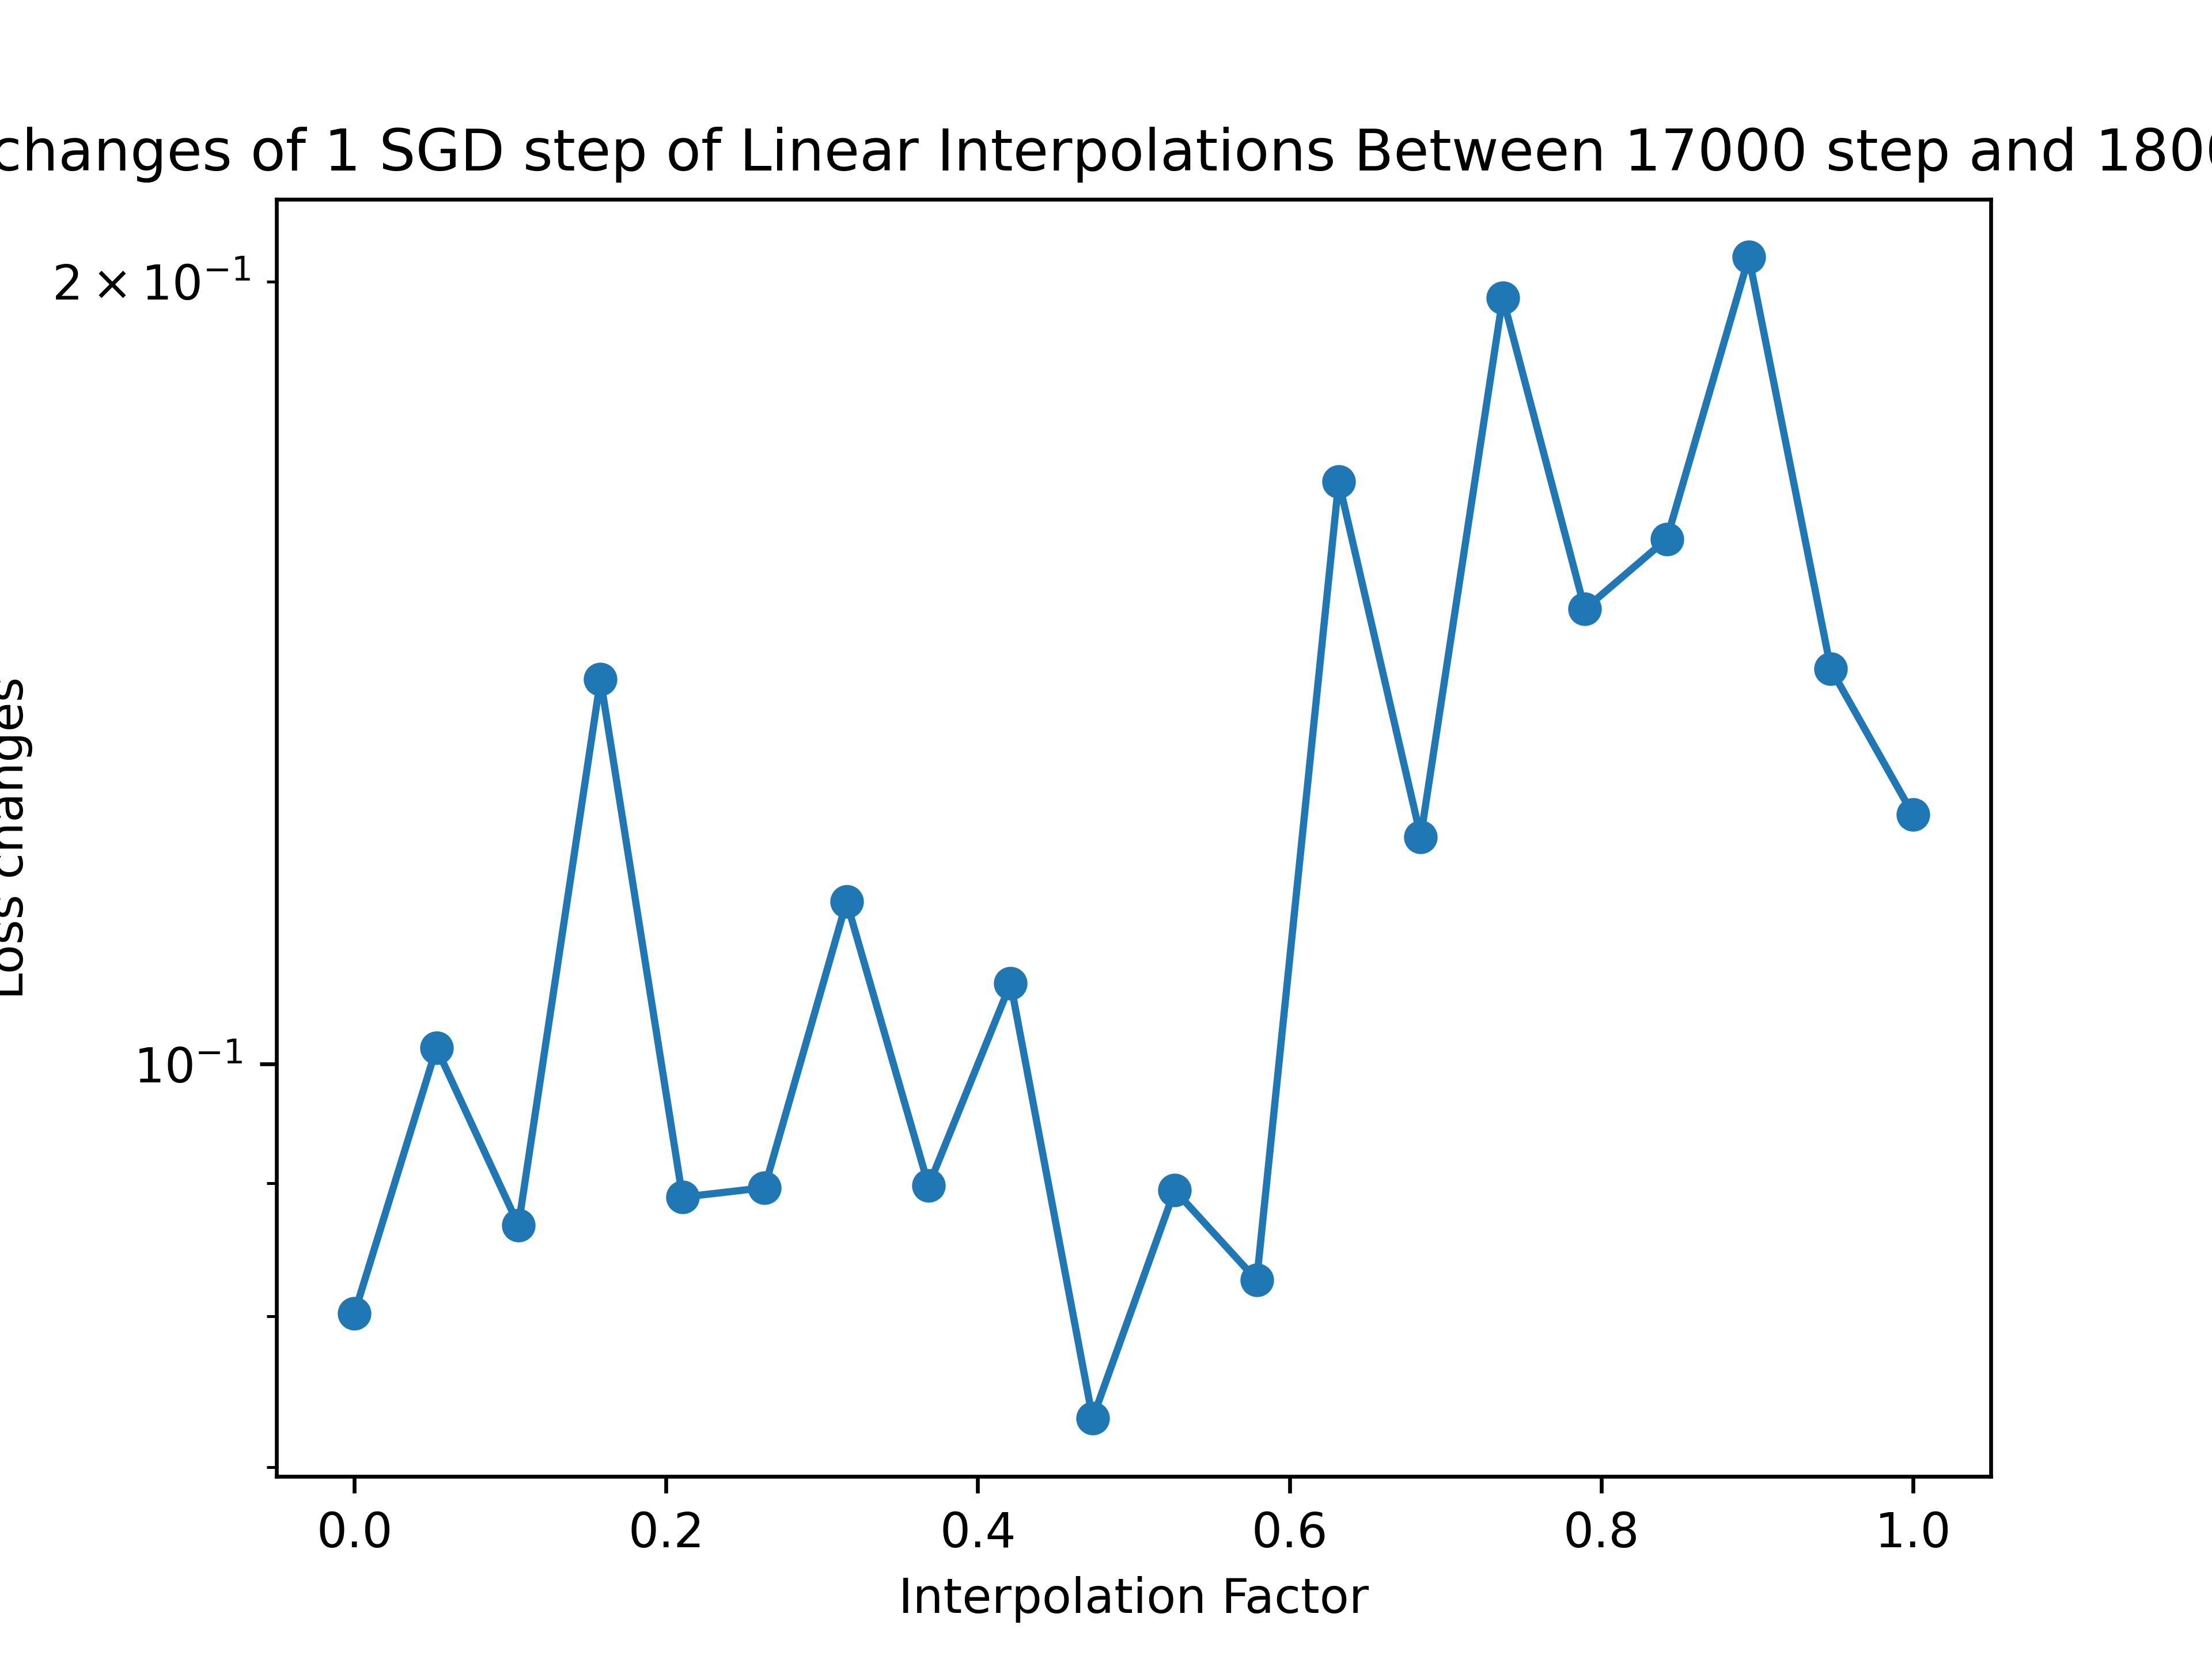 changes of 1 SGD step of Linear Interpolations Between 17000 step and 180
2 × 10⁻¹
10⁻¹
Loss changes
0.0 0.2 0.4 0.6 0.8 1.0
Interpolation Factor